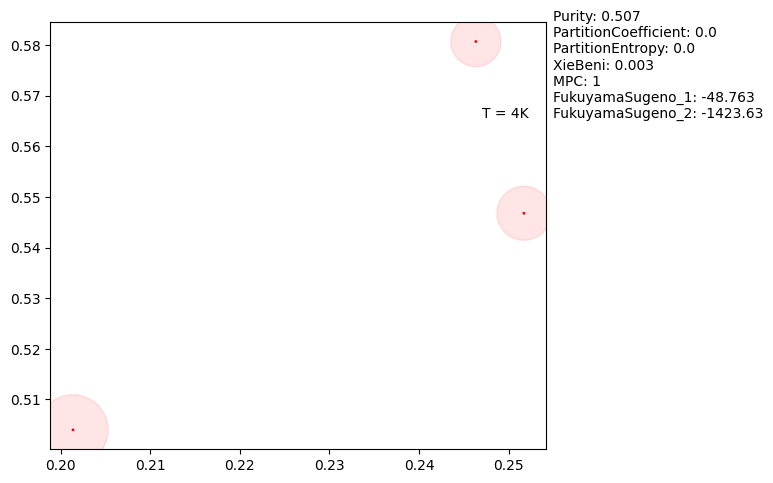 Purity: 0.507
PartitionCoefficient: 0.0
PartitionEntropy: 0.0
XieBeni: 0.003
MPC: 1
FukuyamaSugeno_1: -48.763
FukuyamaSugeno_2: -1423.63
T = 4K
0.58
0.57
0.56
0.55
0.54
0.53
0.52
0.51
0.20
0.21
0.22
0.23
0.24
0.25